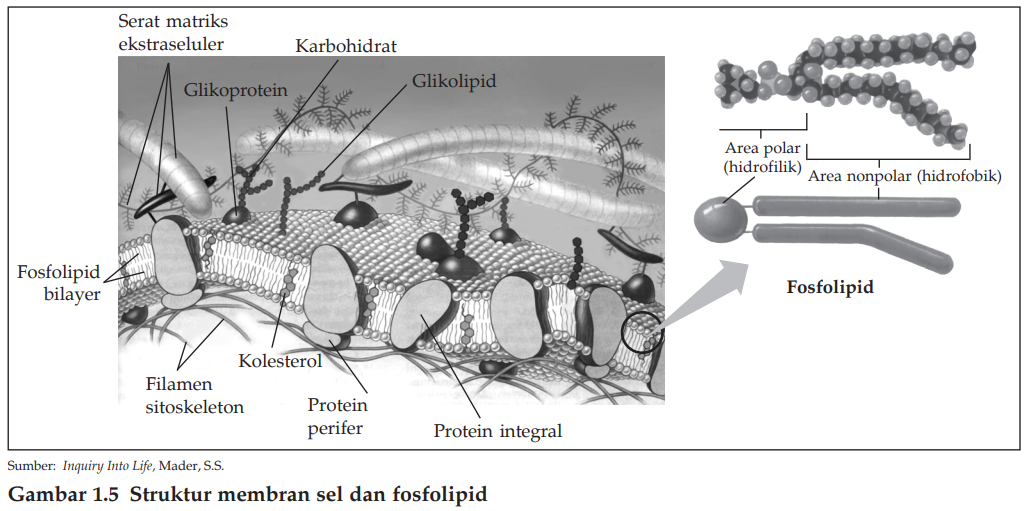 Serat matriks
ekstraseluler
Karbohidrat
Glikoprotein
Glikolipid
Fosfolipid
bilayer
Kolesterol
Filamen
sitoskeleton
Protein
perifer
Protein integral
Area polar
(hidrofilik)
Area nonpolar (hidrofobik)
Fosfolipid
Sumber: Inquiry Into Life, Mader, S.S.
Gambar 1.5 Struktur membran sel dan fosfolipid